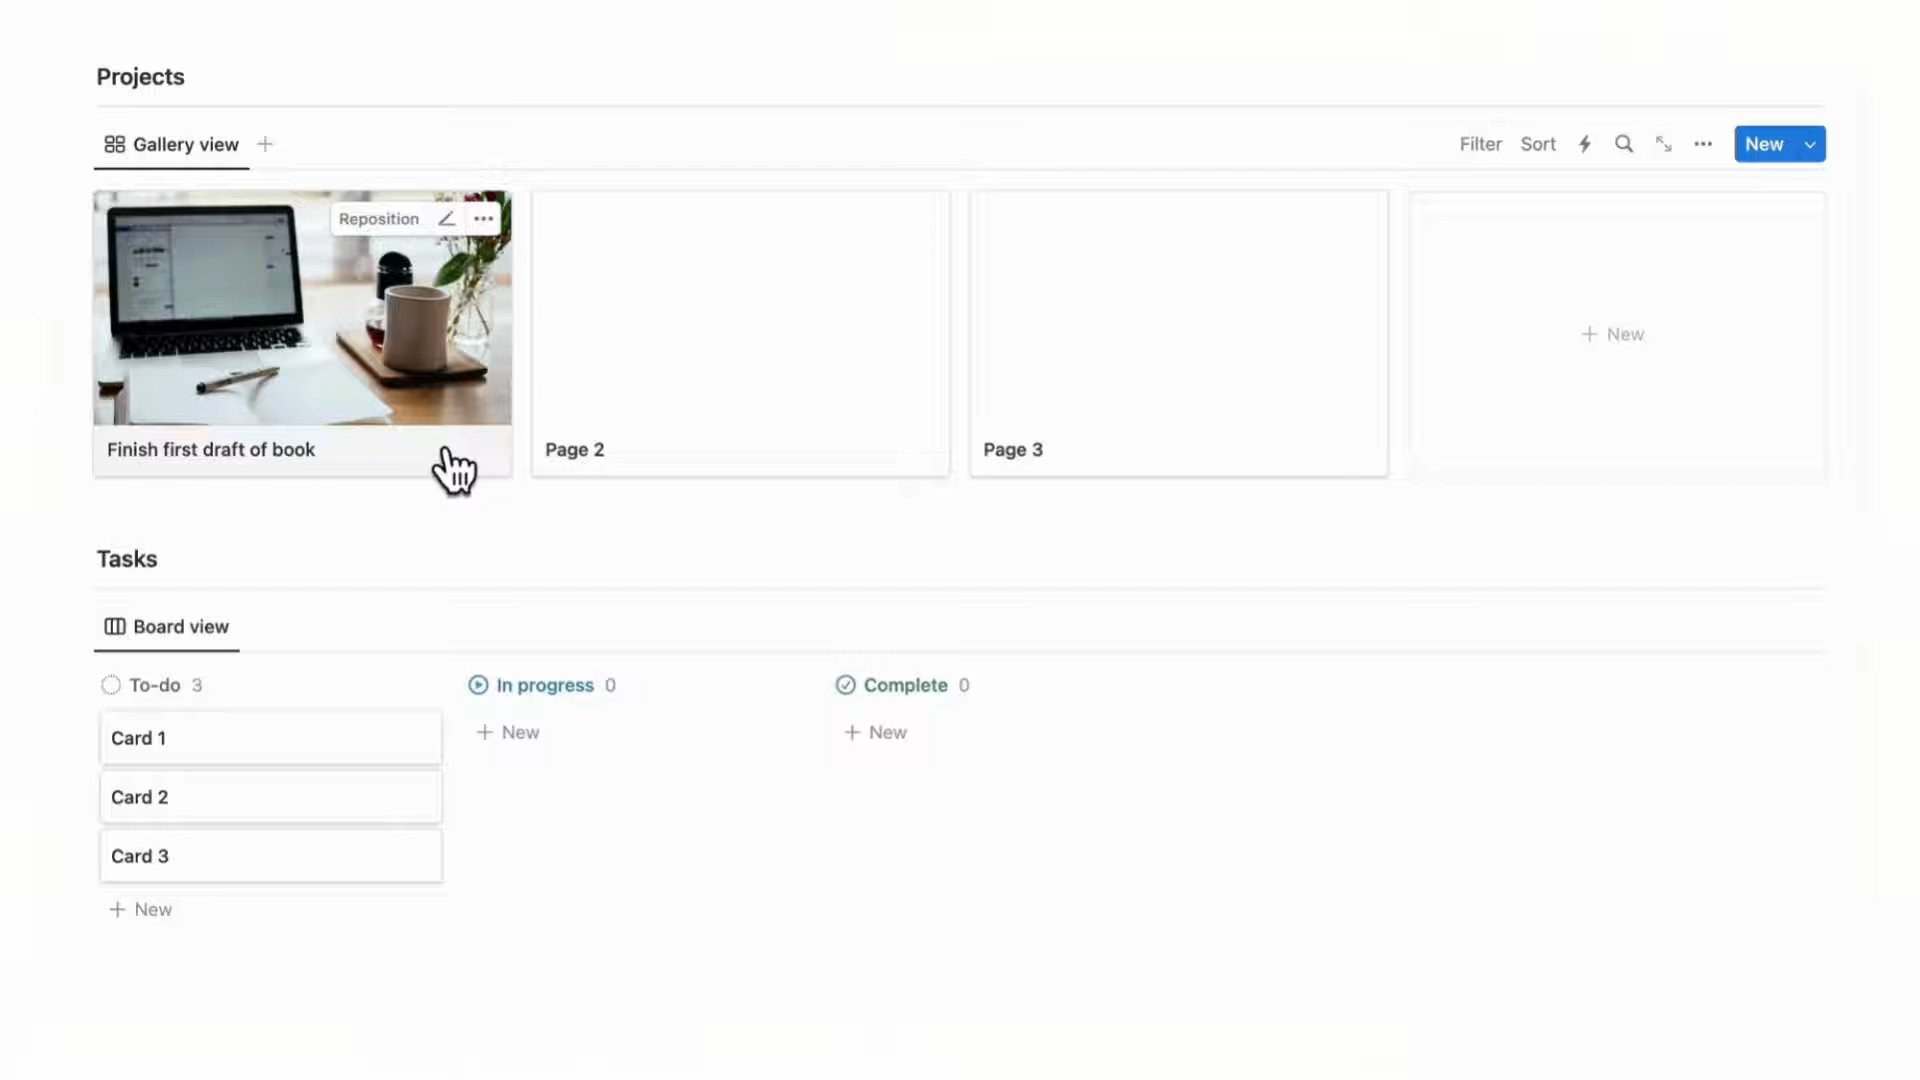 Projects
Gallery view
Filter Sort New
Reposition
New
Finish first draft of book
Page 2
Page 3
Tasks
Board view
To-do 3
In progress 0
Complete 0
Card 1
New
New
Card 2
Card 3
New